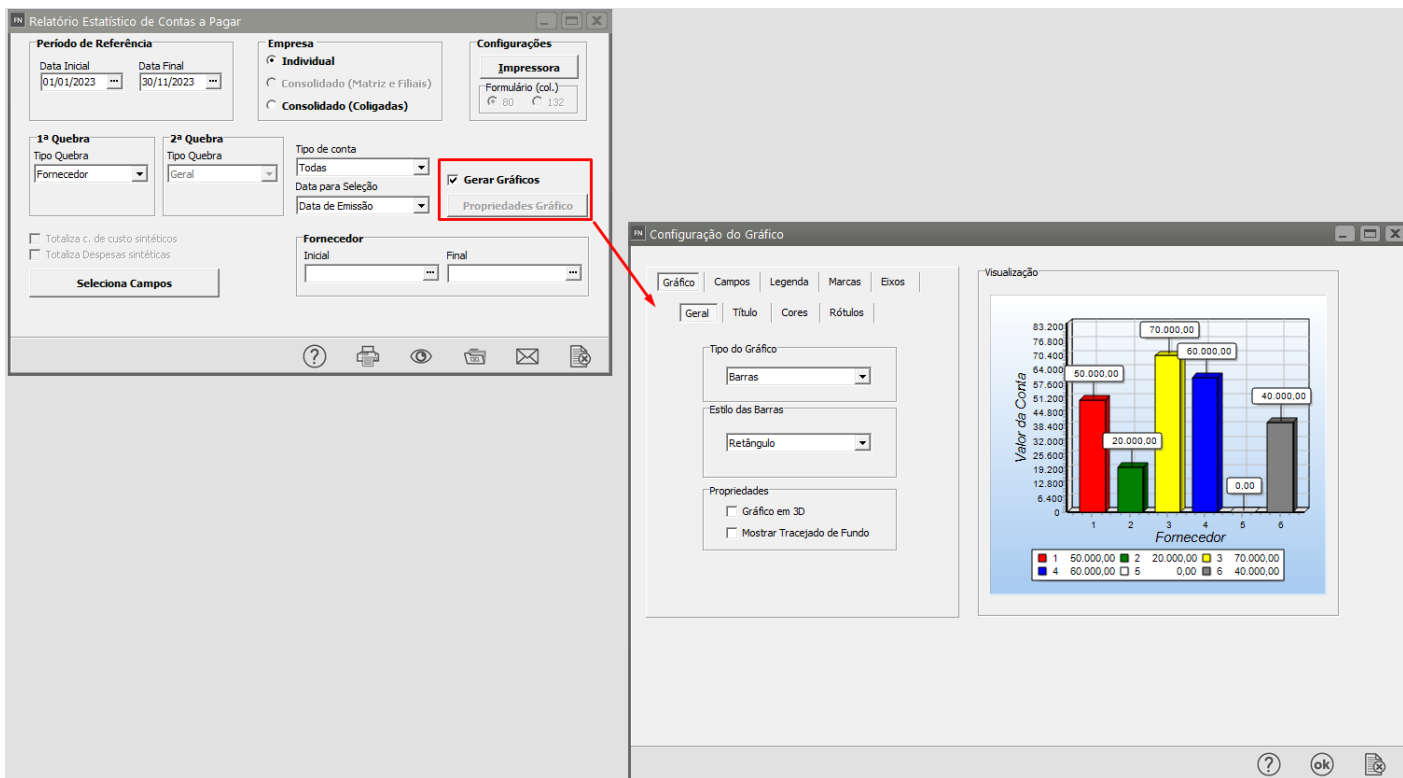 FN Relatório Estatístico de Contas a Pagar
Período de Referência
Data Inicial Data Final
01/01/2023 ... 30/11/2023 ...
Empresa
Individual
Consolidado (Matriz e Filiais)
Consolidado (Coligadas)
Configurações
Impressora
Formulário (col.)
80 132
1ª Quebra
Tipo Quebra
Fornecedor
2ª Quebra
Tipo Quebra
Geral
Tipo de conta
Todas
Data para Seleção
Data de Emissão
Gerar Gráficos
Propriedades Gráfico
Totaliza c. de custo sintéticos
Totaliza Despesas sintéticas
Seleciona Campos
Fornecedor
Inicial Final
... ...
?
FN Configuração do Gráfico
Gráfico Campos Legenda Marcas Eixos
Geral Título Cores Rótulos
Tipo do Gráfico
Barras
Estilo das Barras
Retângulo
Propriedades
Gráfico em 3D
Mostrar Tracejado de Fundo
Visualização
Valor da Conta
83.200
76.800
70.400
64.000
57.600
51.200
44.800
38.400
32.000
25.600
19.200
12.800
6.400
0
50.000,00
20.000,00
70.000,00
60.000,00
0,00
40.000,00
1 2 3 4 5 6
Fornecedor
1 50.000,00 2 20.000,00 3 70.000,00
4 60.000,00 5 0,00 6 40.000,00
? ok